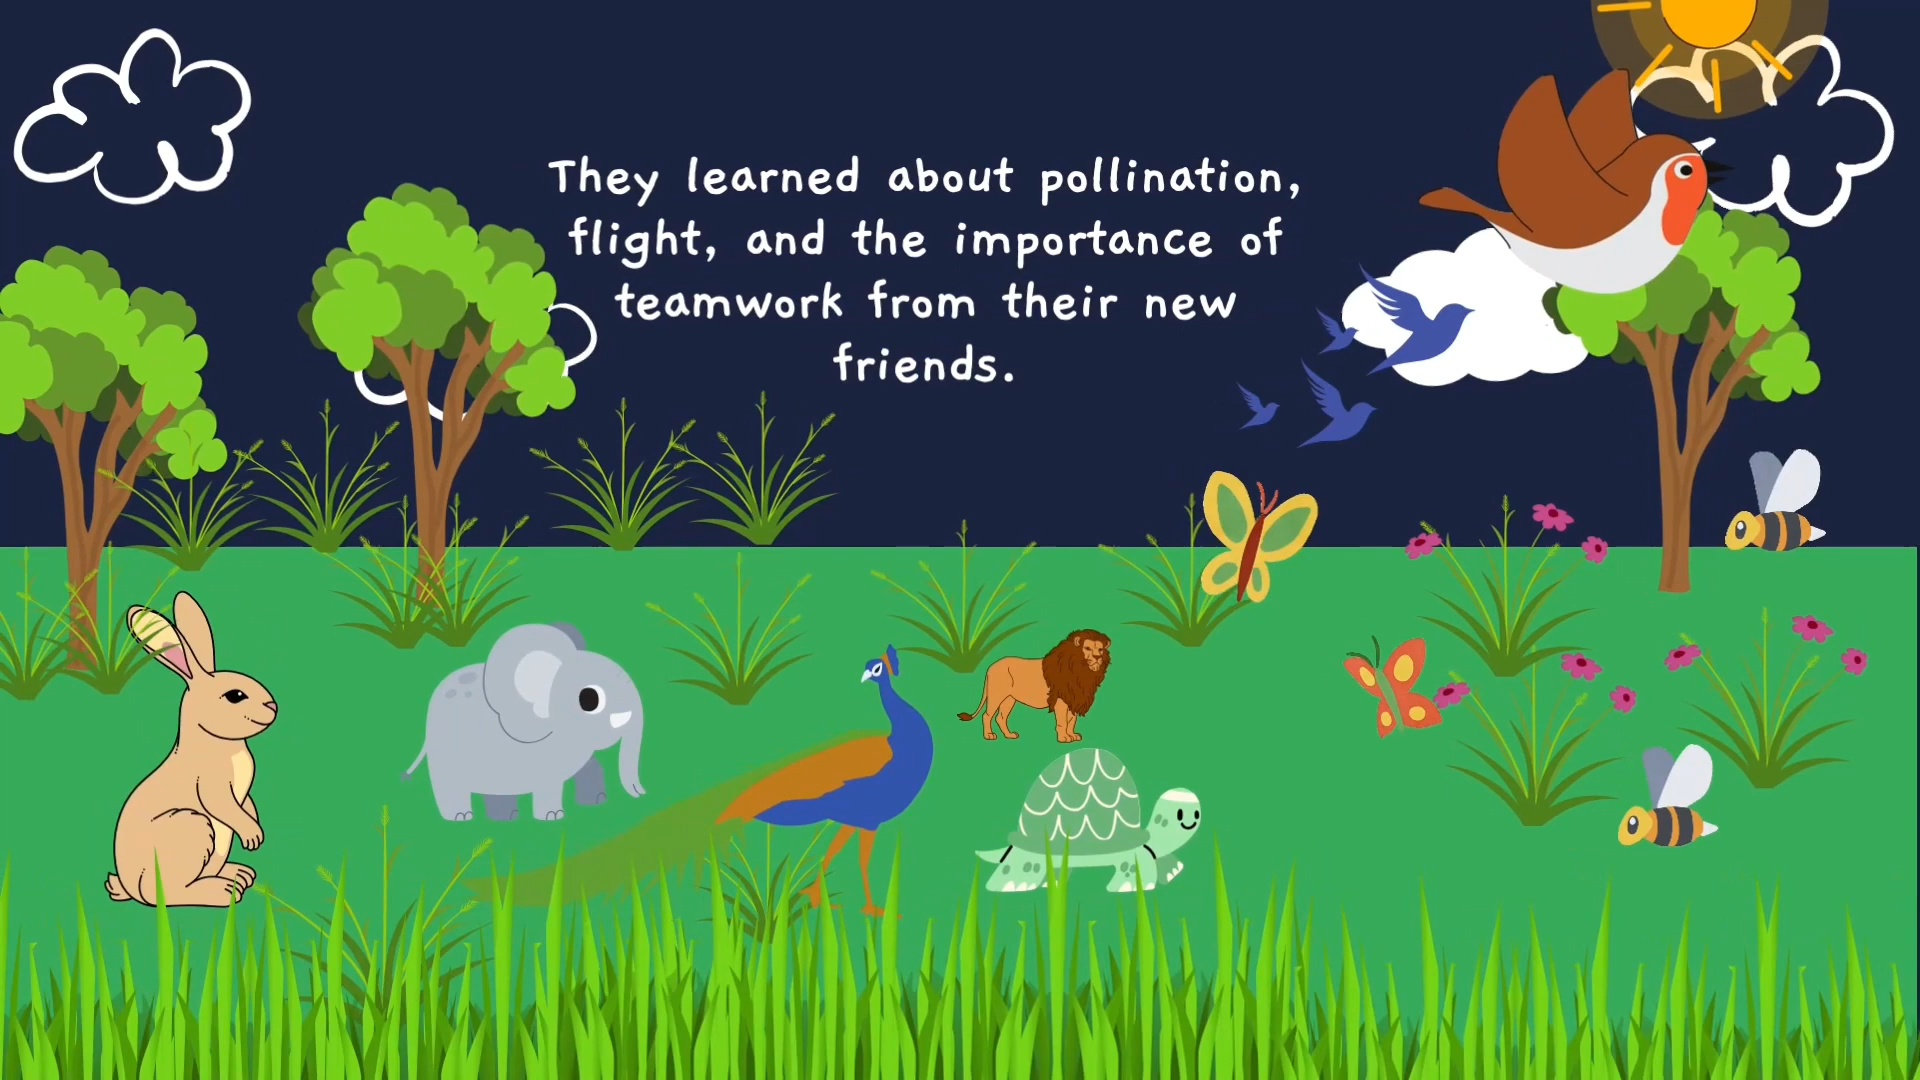 They learned about pollination,
flight, and the importance of
teamwork from their new
friends.